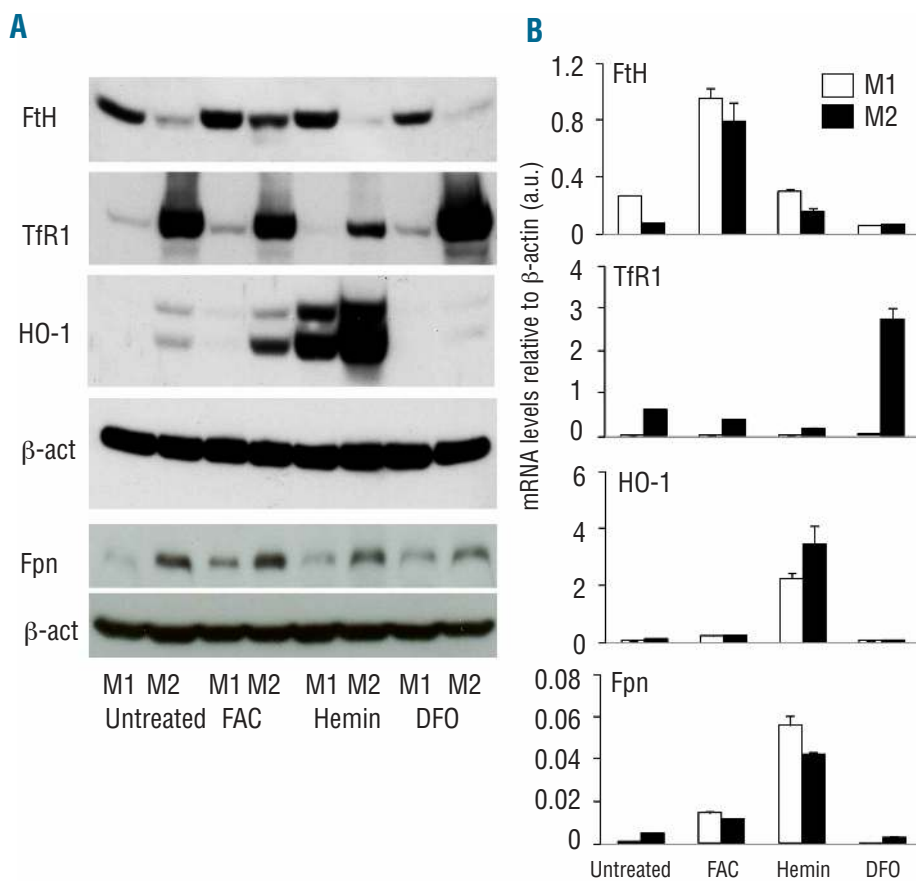 A
FtH
TfR1
HO-1
β-act
Fpn
β-act
M1 M2 M1 M2 M1 M2 M1 M2
Untreated FAC Hemin DFO
B
mRNA levels relative to β-actin (a.u.)
FtH
M1
M2
1.2
0.8
0.4
0
TfR1
4
3
2
1
0
HO-1
6
4
2
0
Fpn
0.08
0.06
0.04
0.02
0
Untreated FAC Hemin DFO